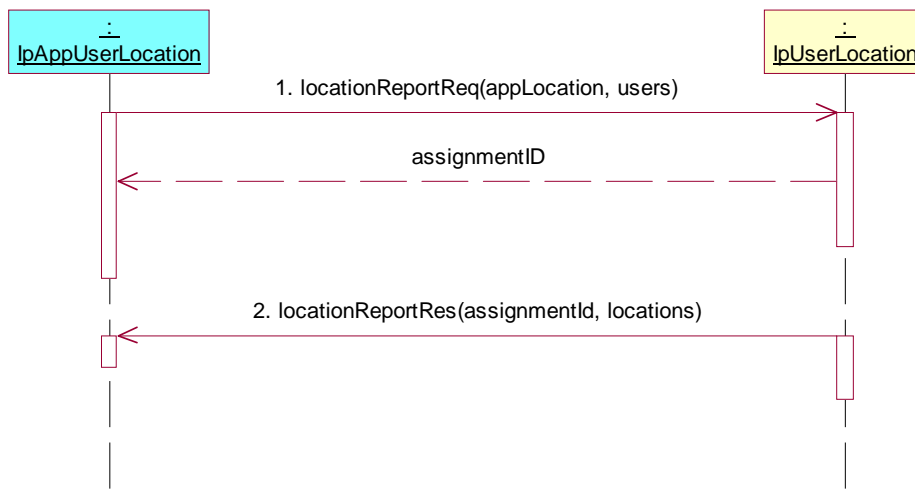 :
IpAppUserLocation
:
IpUserLocation
1. locationReportReq(appLocation, users)
assignmentID
2. locationReportRes(assignmentId, locations)